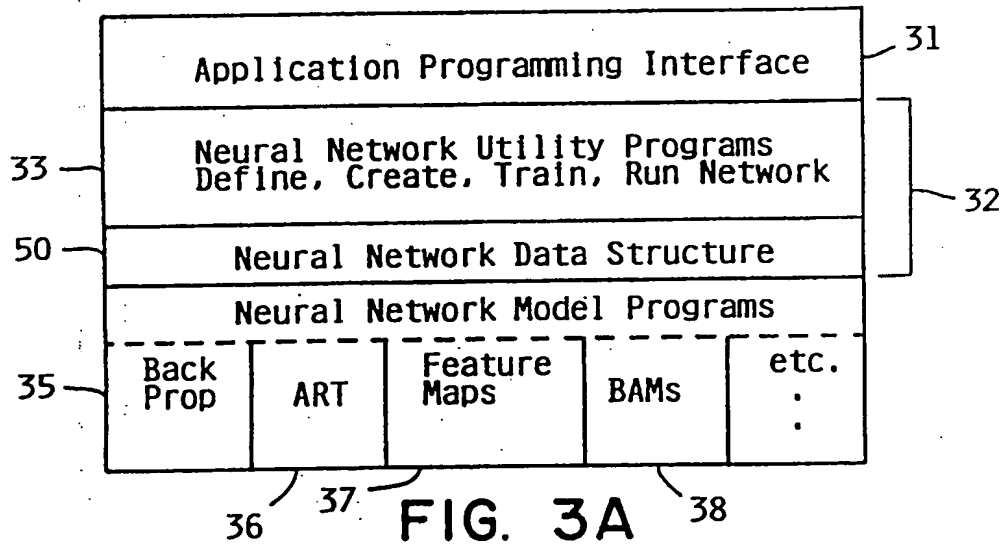 Application Programming Interface
31
33
Neural Network Utility Programs
Define, Create, Train, Run Network
32
50
Neural Network Data Structure
Neural Network Model Programs
35
Back
Prop
ART
Feature
Maps
BAMs
etc.
.
.
36
37
38
FIG. 3A